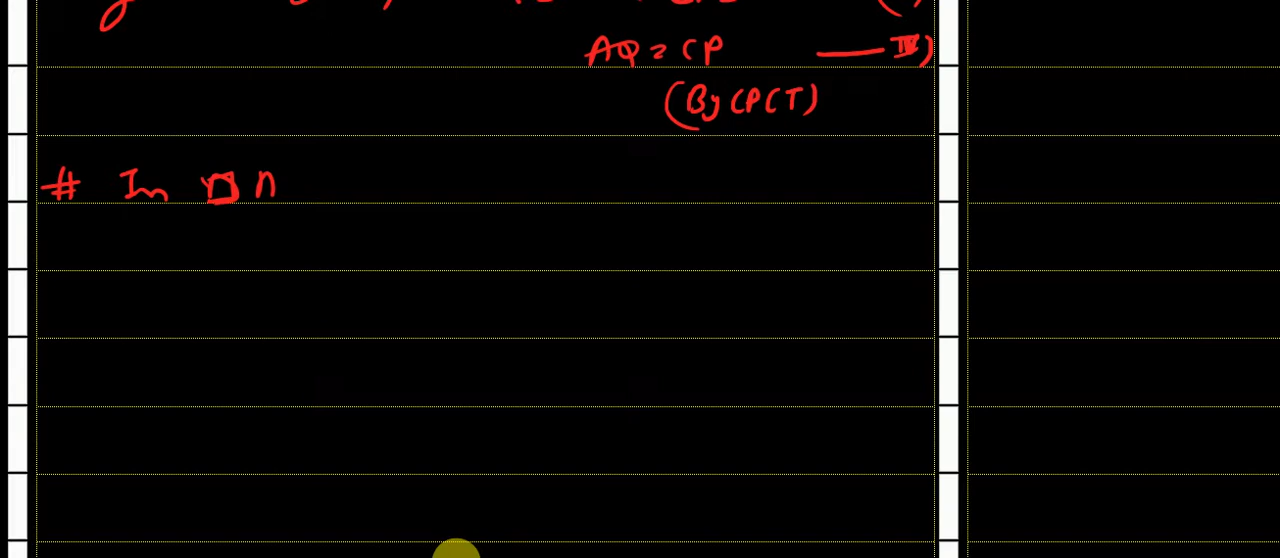 AQ = CP —— IV)
(By CPCT)
# In □ n